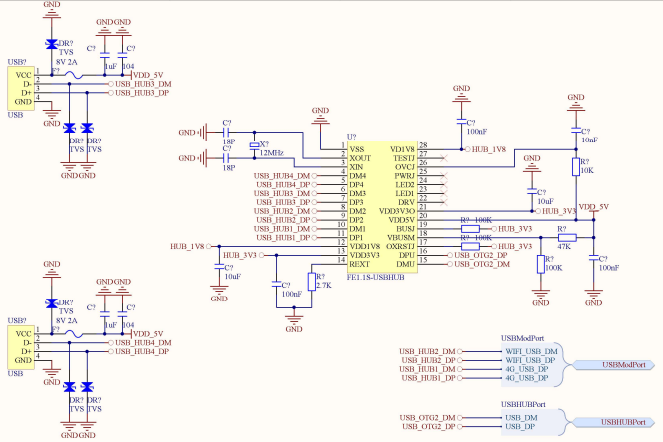 GND
GND GND
DR?
TVS
8V 2A
C?
C?
1uF
104
USB?
VCC
1
F?
VDD_5V
D-
2
USB_HUB3_DM
D+
3
USB_HUB3_DP
GND
4
USB
GND
DR?
TVS
DR?
TVS
GND GND
GND
C?
18P
X?
12MHz
GND
C?
18P
GND
U?
GND
C?
100nF
HUB_1V8
1
VSS
VD1V8
28
2
XOUT
TESTJ
27
3
XIN
OVCJ
26
USB_HUB4_DM
4
DM4
PWRJ
25
USB_HUB4_DP
5
DP4
LED2
24
USB_HUB3_DM
6
DM3
LED1
23
USB_HUB3_DP
7
DP3
DRV
22
USB_HUB2_DM
8
DM2
VDD3V3O
21
HUB_3V3
USB_HUB2_DP
9
DP2
VDD5V
20
USB_HUB1_DM
10
DM1
BUSJ
19
R?
100K
HUB_3V3
USB_HUB1_DP
11
DP1
VBUSM
18
HUB_1V8
12
VDD1V8
OXRSTJ
17
R?
100K
HUB_3V3
HUB_3V3
13
VDD3V3
DPU
16
USB_OTG2_DP
14
REXT
DMU
15
USB_OTG2_DM
FE1.1S-USBHUB
GND
C?
10uF
GND
C?
R?
10K
VDD_5V
R?
47K
R?
100K
GND
C?
100nF
GND
C?
10uF
GND
C?
100nF
R?
2.7K
GND
GND
GND GND
DR?
TVS
8V 2A
C?
C?
1uF
104
USB?
VCC
1
F?
VDD_5V
D-
2
USB_HUB4_DM
D+
3
USB_HUB4_DP
GND
4
USB
GND
DR?
TVS
DR?
TVS
GND GND
USBModPort
USB_HUB2_DM
WIFI_USB_DM
USB_HUB2_DP
WIFI_USB_DP
USB_HUB1_DM
4G_USB_DP
USB_HUB1_DP
4G_USB_DP
USBModPort
USBHUBPort
USB_OTG2_DM
USB_DM
USB_OTG2_DP
USB_DP
USBHUBPort